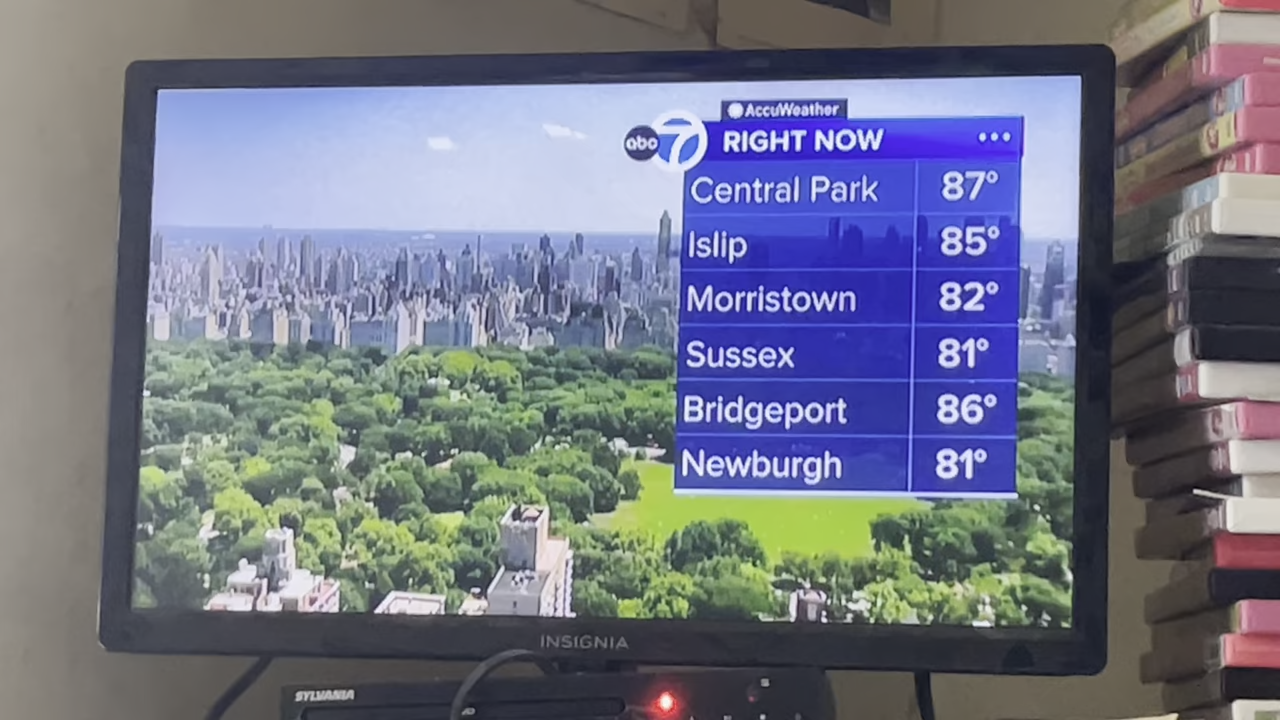 AccuWeather
abc 7 RIGHT NOW
Central Park 87°
Islip 85°
Morristown 82°
Sussex 81°
Bridgeport 86°
Newburgh 81°
INSIGNIA
SYLVANIA